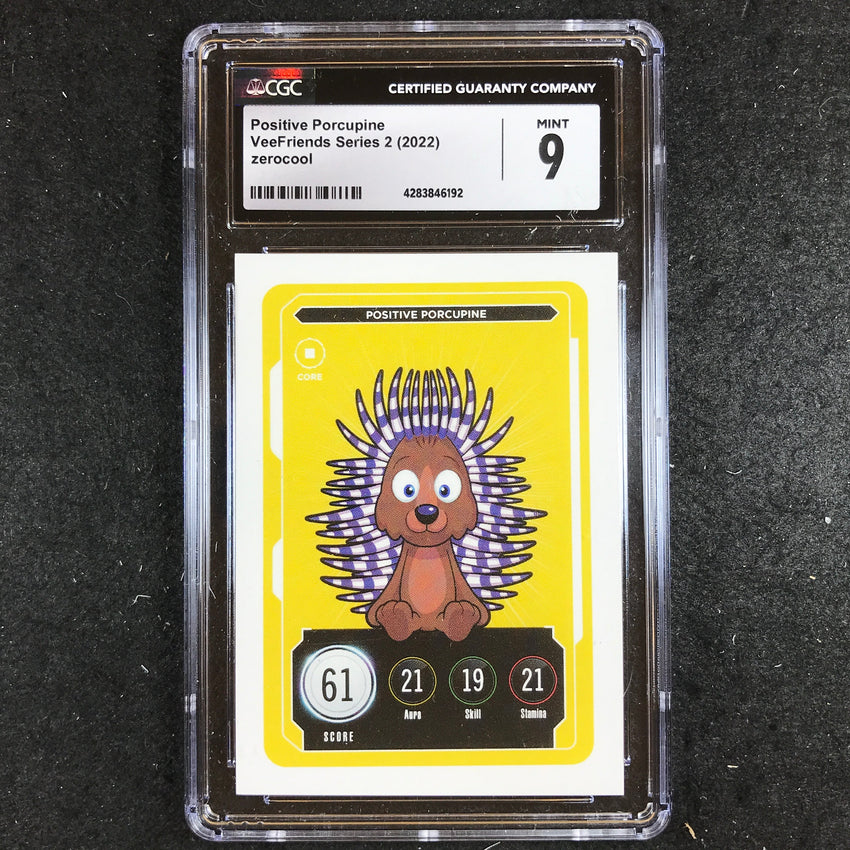 CGC
CERTIFIED GUARANTY COMPANY
Positive Porcupine
VeeFriends Series 2 (2022)
zerocool
MINT
9
4283846192
POSITIVE PORCUPINE
CORE
61
21
19
21
SCORE
Aura
Skill
Stamina